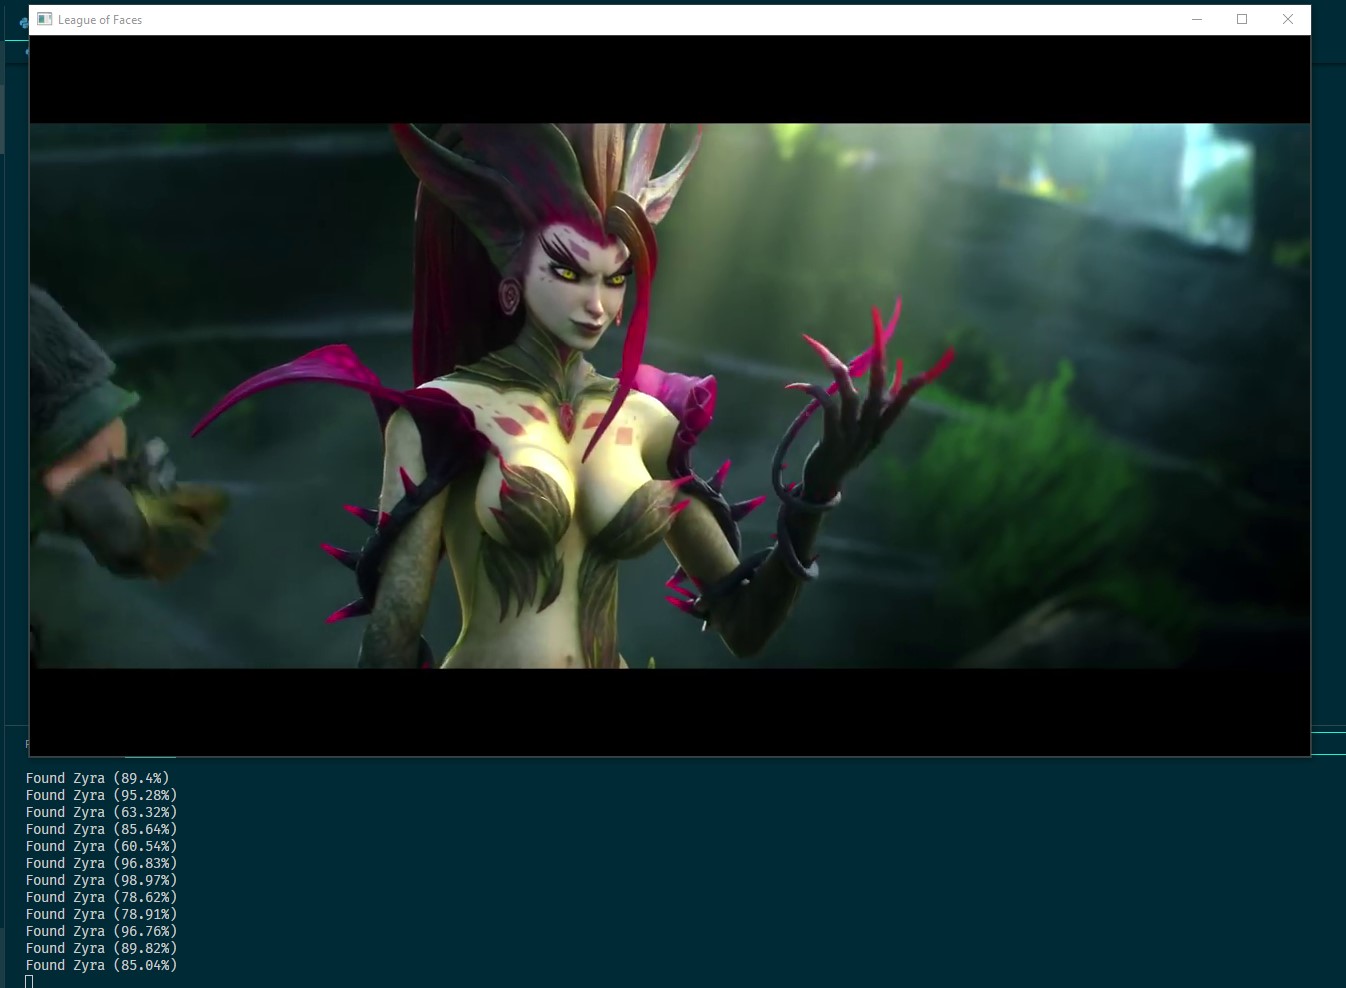 League of Faces
Found Zyra (89.4%)
Found Zyra (95.28%)
Found Zyra (63.32%)
Found Zyra (85.64%)
Found Zyra (60.54%)
Found Zyra (96.83%)
Found Zyra (98.97%)
Found Zyra (78.62%)
Found Zyra (78.91%)
Found Zyra (96.76%)
Found Zyra (89.82%)
Found Zyra (85.04%)